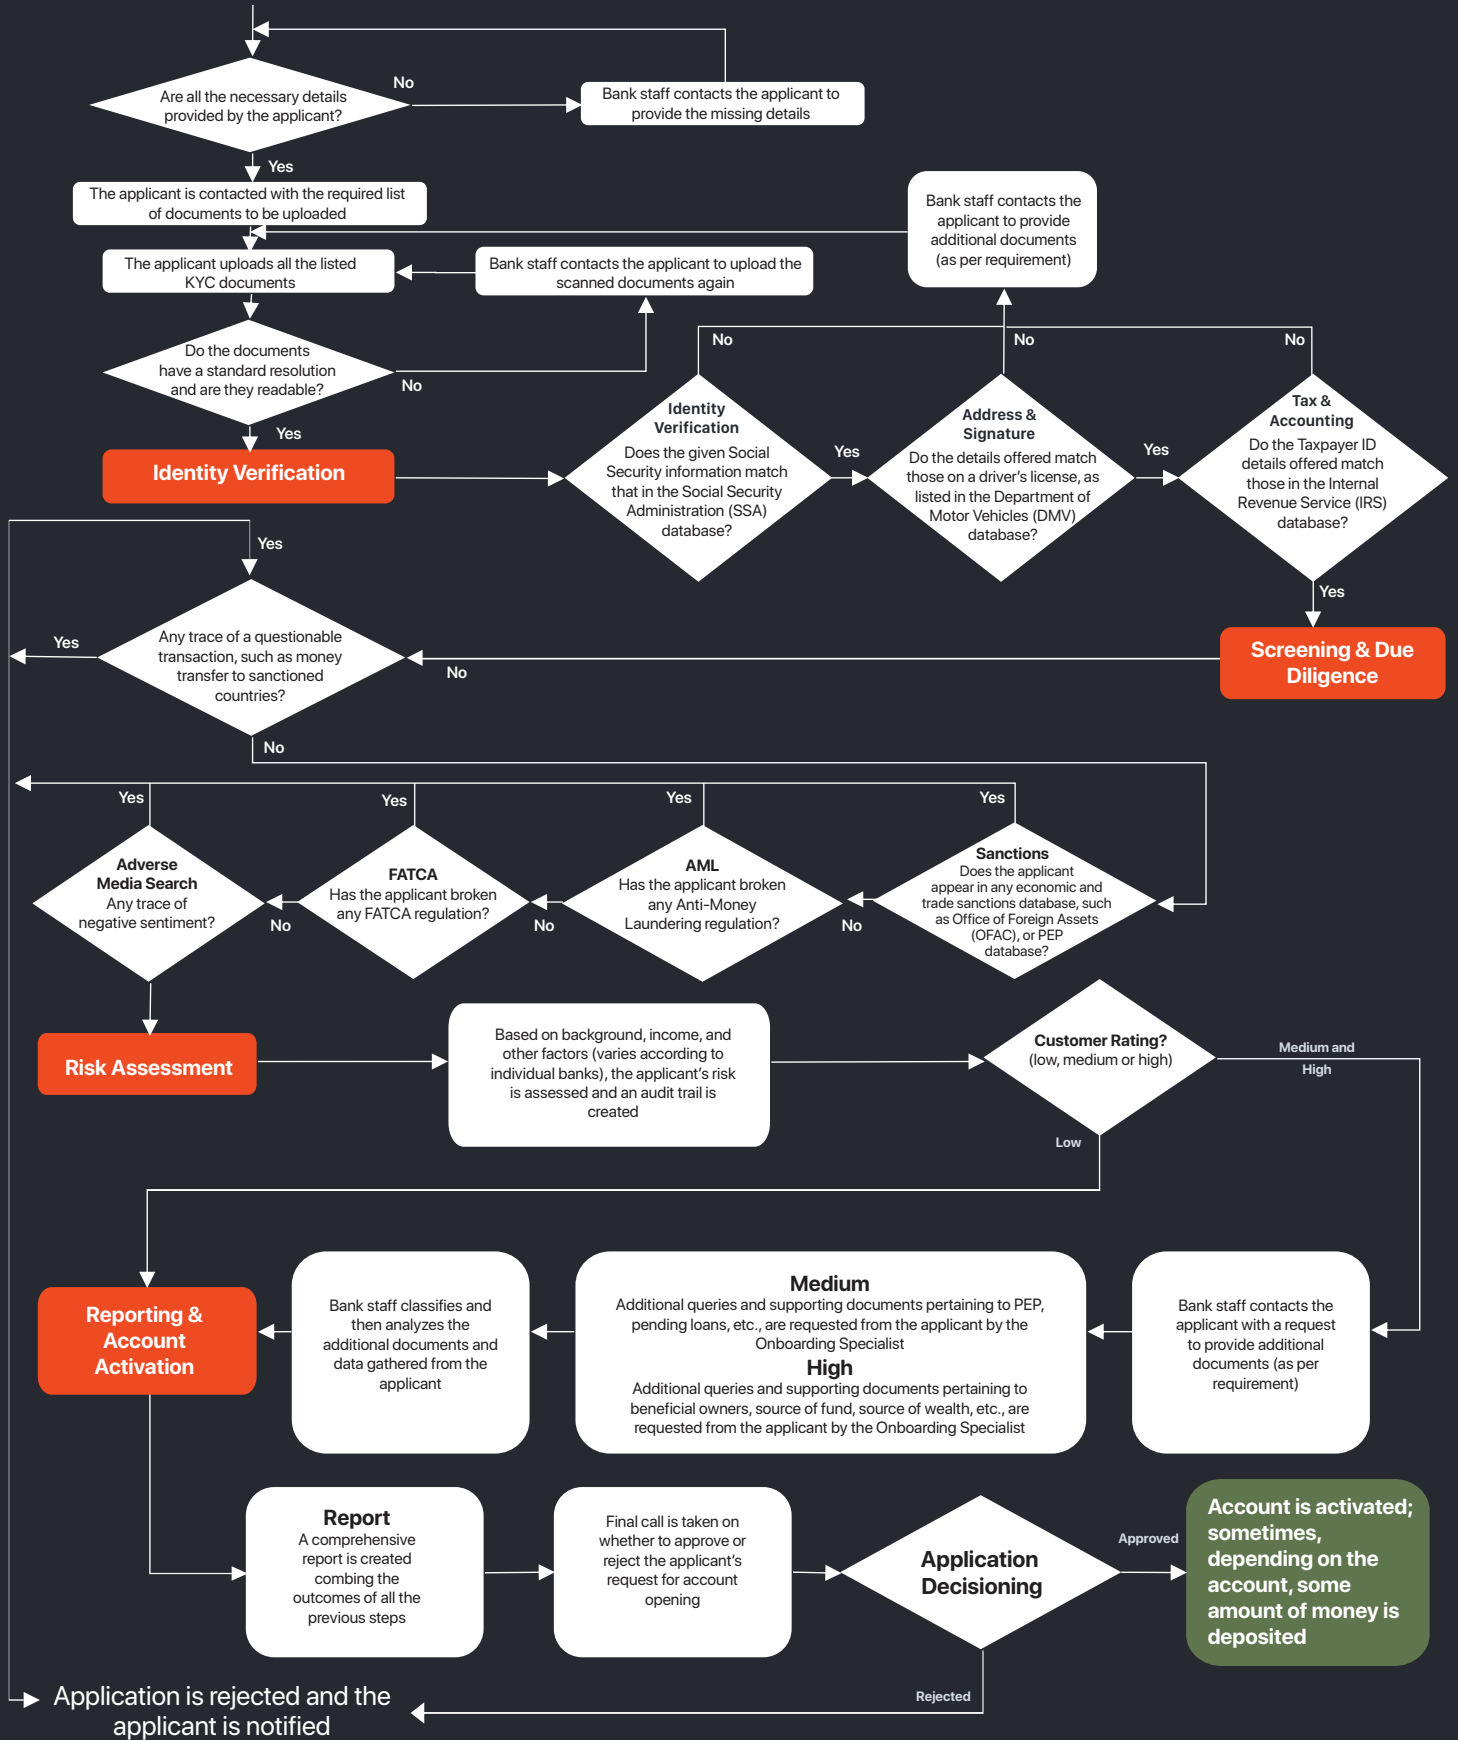 Are all the necessary details
provided by the applicant?
No
Bank staff contacts the applicant to
provide the missing details
Yes
The applicant is contacted with the required list
of documents to be uploaded
Bank staff contacts the
applicant to provide
additional documents
(as per requirement)
The applicant uploads all the listed
KYC documents
Bank staff contacts the applicant to upload the
scanned documents again
Do the documents
have a standard resolution
and are they readable?
No
Yes
No
No
No
Identity Verification
Identity
Verification
Does the given Social
Security information match
that in the Social Security
Administration (SSA)
database?
Yes
Address &
Signature
Do the details offered match
those on a driver's license, as
listed in the Department of
Motor Vehicles (DMV)
database?
Yes
Tax &
Accounting
Do the Taxpayer ID
details offered match
those in the Internal
Revenue Service (IRS)
database?
Yes
Screening & Due
Diligence
Yes
Yes
Any trace of a questionable
transaction, such as money
transfer to sanctioned
countries?
No
No
Yes
Yes
Yes
Yes
Adverse
Media Search
Any trace of
negative sentiment?
No
FATCA
Has the applicant broken
any FATCA regulation?
No
AML
Has the applicant broken
any Anti-Money
Laundering regulation?
No
Sanctions
Does the applicant
appear in any economic and
trade sanctions database, such
as Office of Foreign Assets
(OFAC), or PEP
database?
Risk Assessment
Based on background, income, and
other factors (varies according to
individual banks), the applicant's risk
is assessed and an audit trail is
created
Customer Rating?
(low, medium or high)
Medium and
High
Low
Reporting &
Account
Activation
Bank staff classifies and
then analyzes the
additional documents and
data gathered from the
applicant
Medium
Additional queries and supporting documents pertaining to PEP,
pending loans, etc., are requested from the applicant by the
Onboarding Specialist
High
Additional queries and supporting documents pertaining to
beneficial owners, source of fund, source of wealth, etc., are
requested from the applicant by the Onboarding Specialist
Bank staff contacts the
applicant with a request
to provide additional
documents (as per
requirement)
Report
A comprehensive
report is created
combing the
outcomes of all the
previous steps
Final call is taken on
whether to approve or
reject the applicant's
request for account
opening
Application
Decisioning
Approved
Account is activated;
sometimes,
depending on the
account, some
amount of money is
deposited
Rejected
Application is rejected and the
applicant is notified